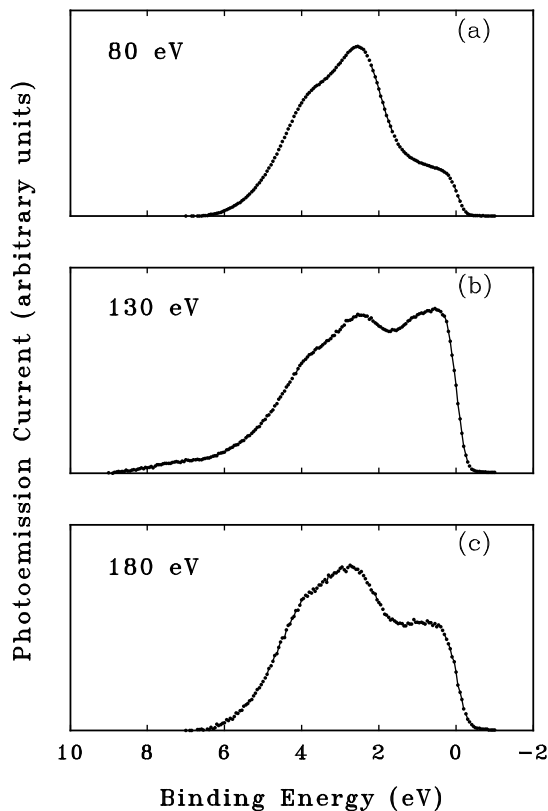 Photoemission Current (arbitrary units)
80 eV
(a)
130 eV
(b)
180 eV
(c)
10 8 6 4 2 0 −2
Binding Energy (eV)